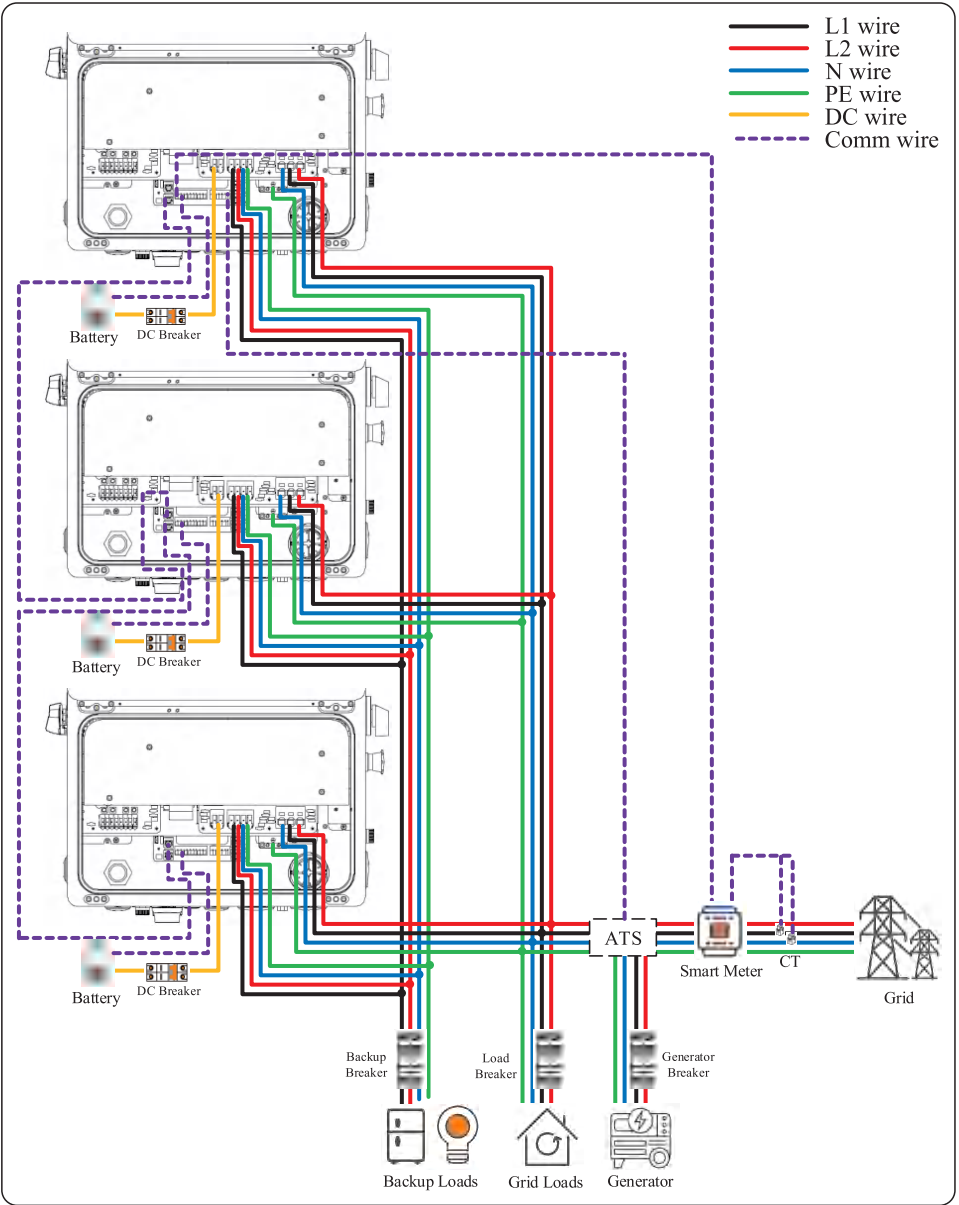 L1 wire
L2 wire
N wire
PE wire
DC wire
Comm wire
Battery
DC Breaker
Battery
DC Breaker
Battery
DC Breaker
ATS
Smart Meter
CT
Grid
Backup
Breaker
Load
Breaker
Generator
Breaker
Backup Loads
Grid Loads
Generator